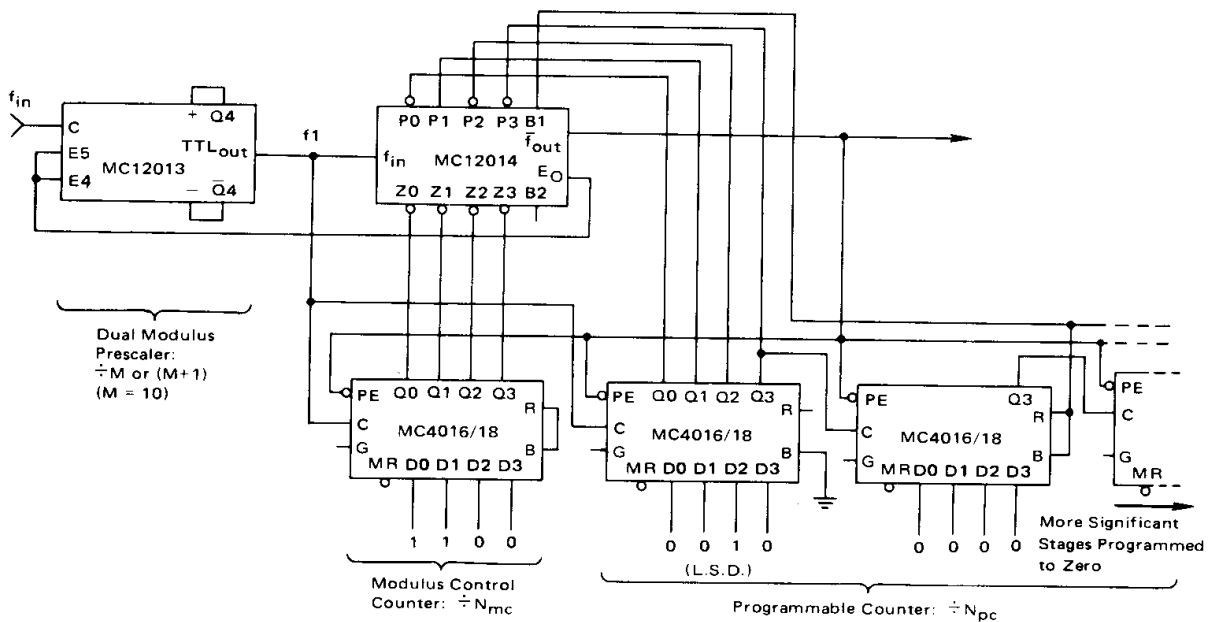 P0 P1 P2 P3 B1
f̅out
f_in
MC12014
E_O
Z0 Z1 Z2 Z3 B2
f_in
C
+ Q4
TTL_out
E5
MC12013
E4
− Q̅4
f1
Dual Modulus
Prescaler:
÷M or (M+1)
(M = 10)
PE Q0 Q1 Q2 Q3
R
C
MC4016/18
G
B
MR D0 D1 D2 D3
1 1 0 0
Modulus Control
Counter: ÷N_mc
PE Q0 Q1 Q2 Q3
R
C
MC4016/18
G
B
MR D0 D1 D2 D3
0 0 1 0
(L.S.D.)
PE Q3
R
C
MC4016/18
G
B
MR D0 D1 D2 D3
0 0 0 0
PE
C
G
MR
More Significant
Stages Programmed
to Zero
Programmable Counter: ÷N_pc